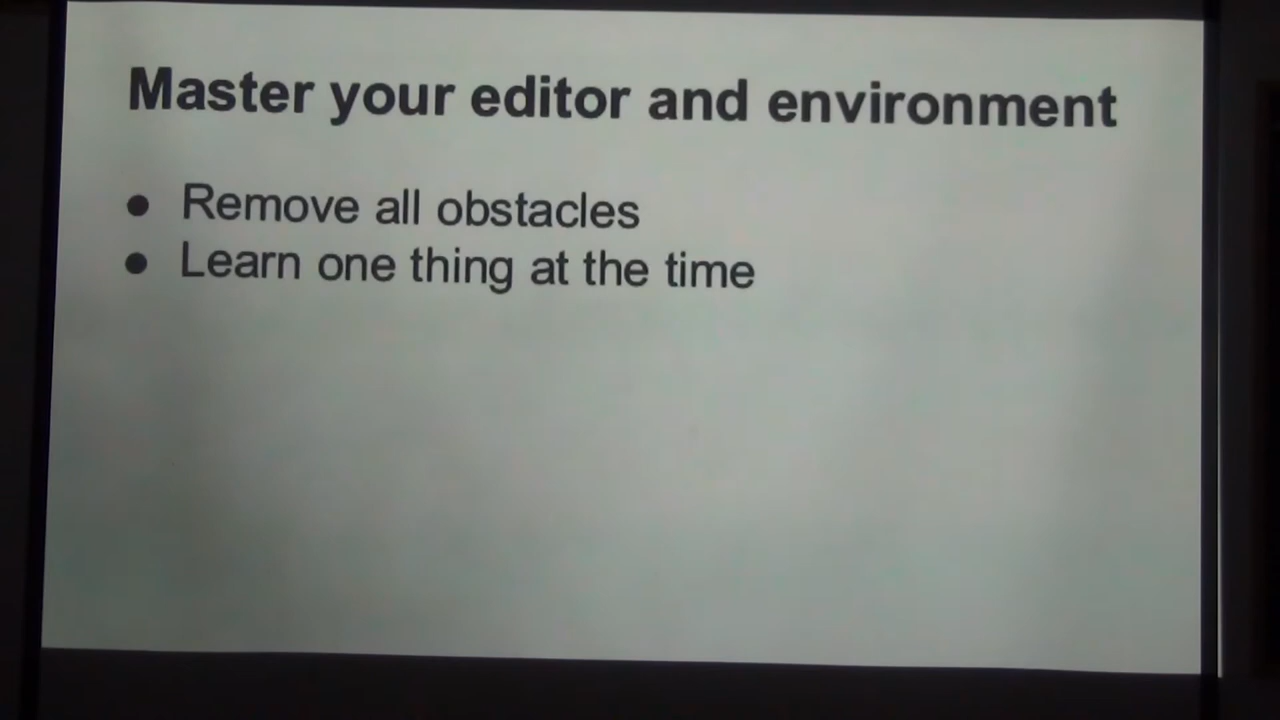 Master your editor and environment
● Remove all obstacles
● Learn one thing at the time